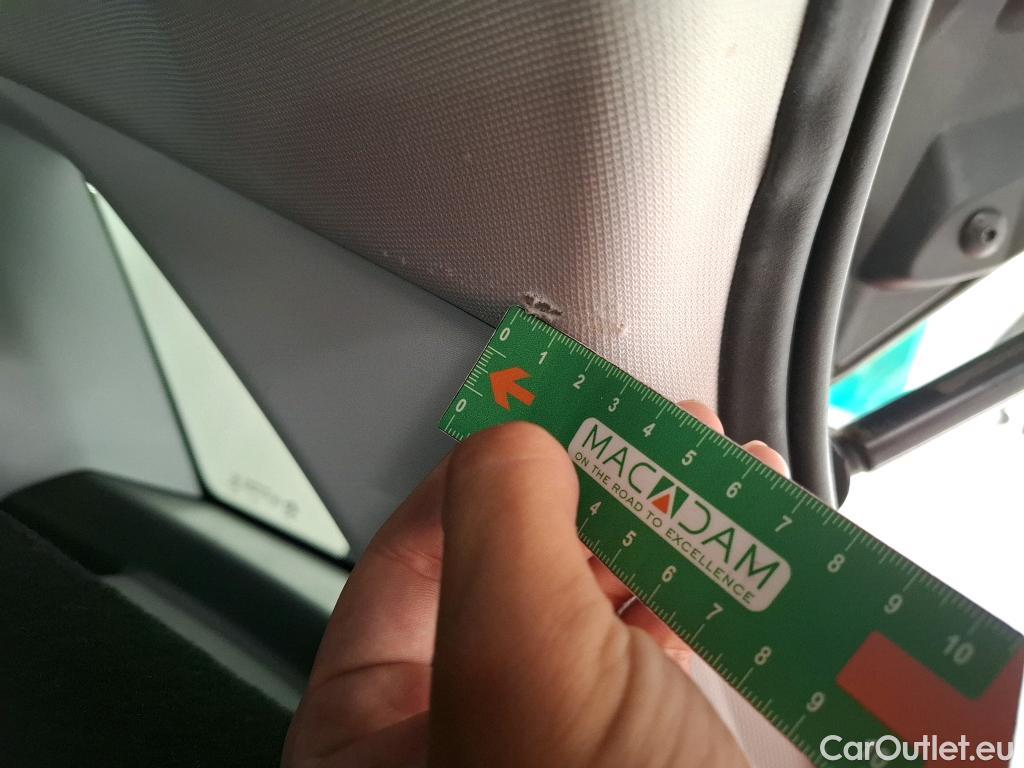 0 1 2 3 4 5 6 7 8 9 10
0
MACADAM
ON THE ROAD TO EXCELLENCE
4 5 6 7 8 9
CarOutlet.eu